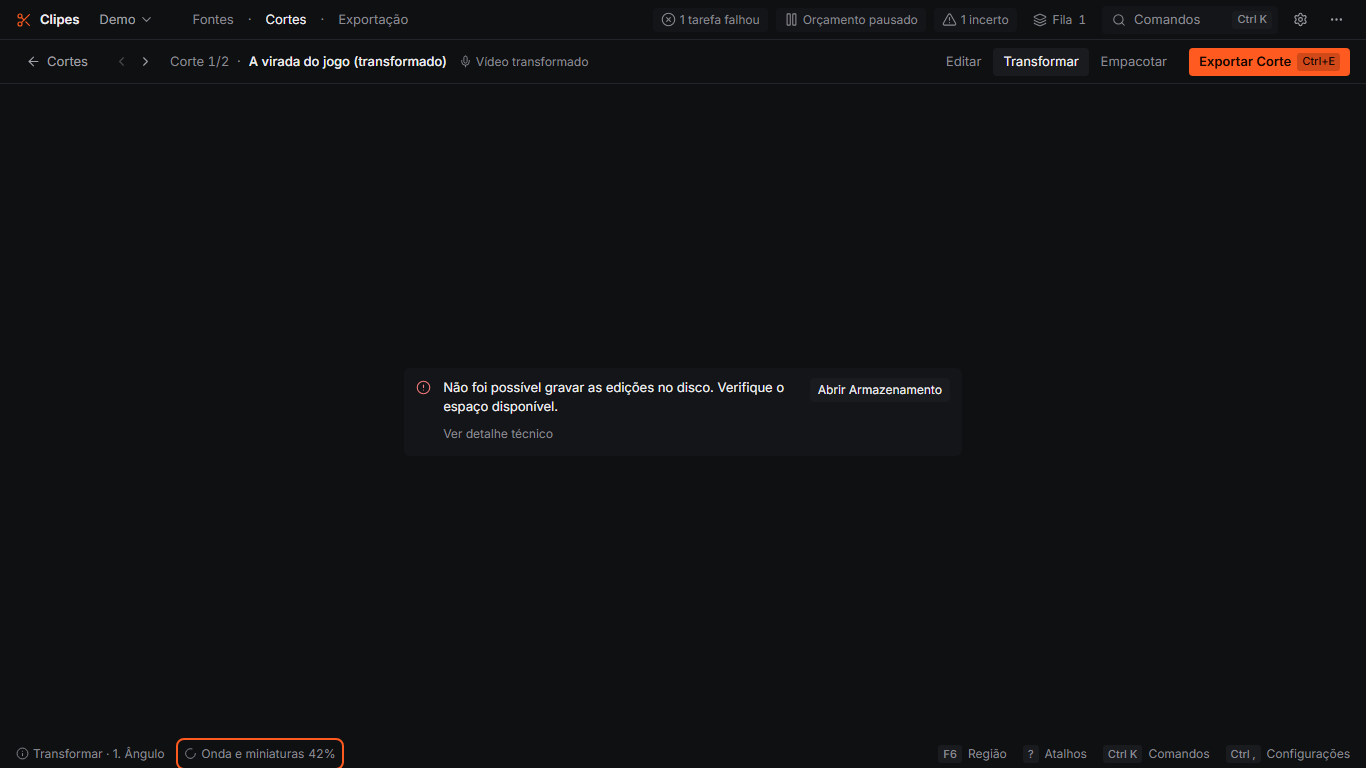 Clipes Demo Fontes · Cortes · Exportação 1 tarefa falhou Orçamento pausado 1 incerto Fila 1 Comandos Ctrl K
Cortes Corte 1/2 · A virada do jogo (transformado) Vídeo transformado Editar Transformar Empacotar Exportar Corte Ctrl+E
Não foi possível gravar as edições no disco. Verifique o
espaço disponível.
Abrir Armazenamento
Ver detalhe técnico
Transformar · 1. Ângulo Onda e miniaturas 42% F6 Região ? Atalhos Ctrl K Comandos Ctrl , Configurações